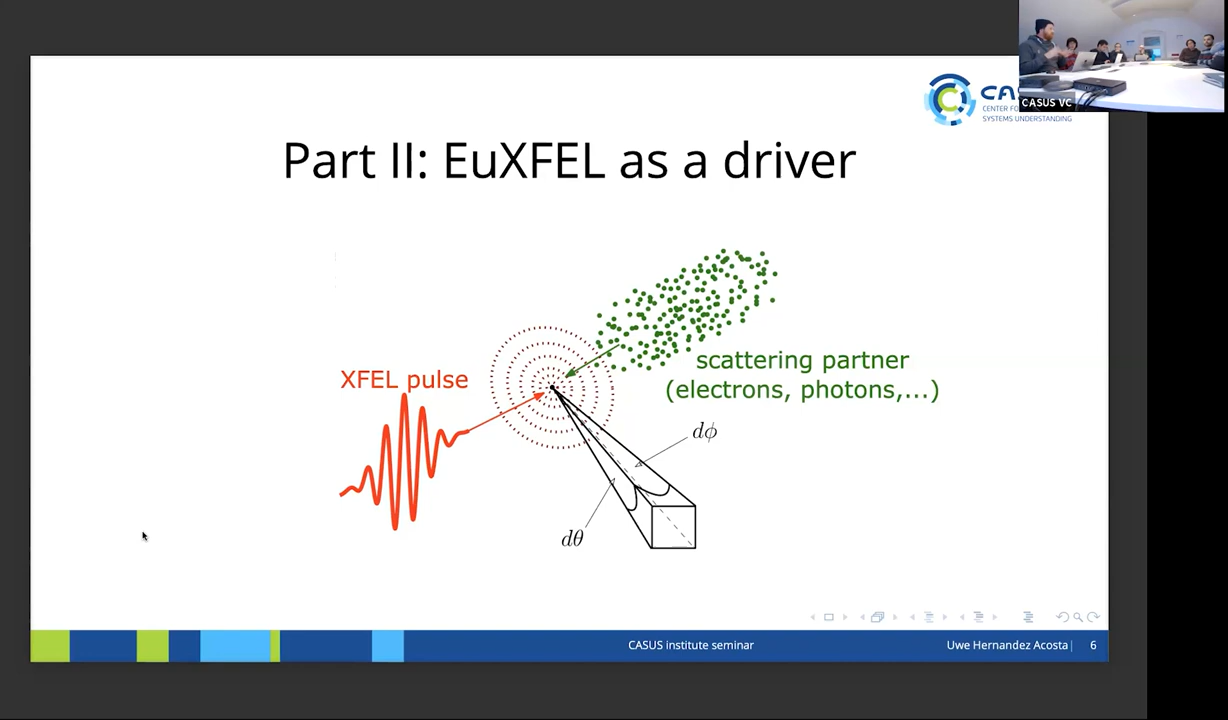 CAS
CENTER FO
SYSTEMS UNDERSTANDING
CASUS VC
Part II: EuXFEL as a driver
scattering partner
(electrons, photons,...)
XFEL pulse
dϕ
dθ
CASUS institute seminar
Uwe Hernandez Acosta
6